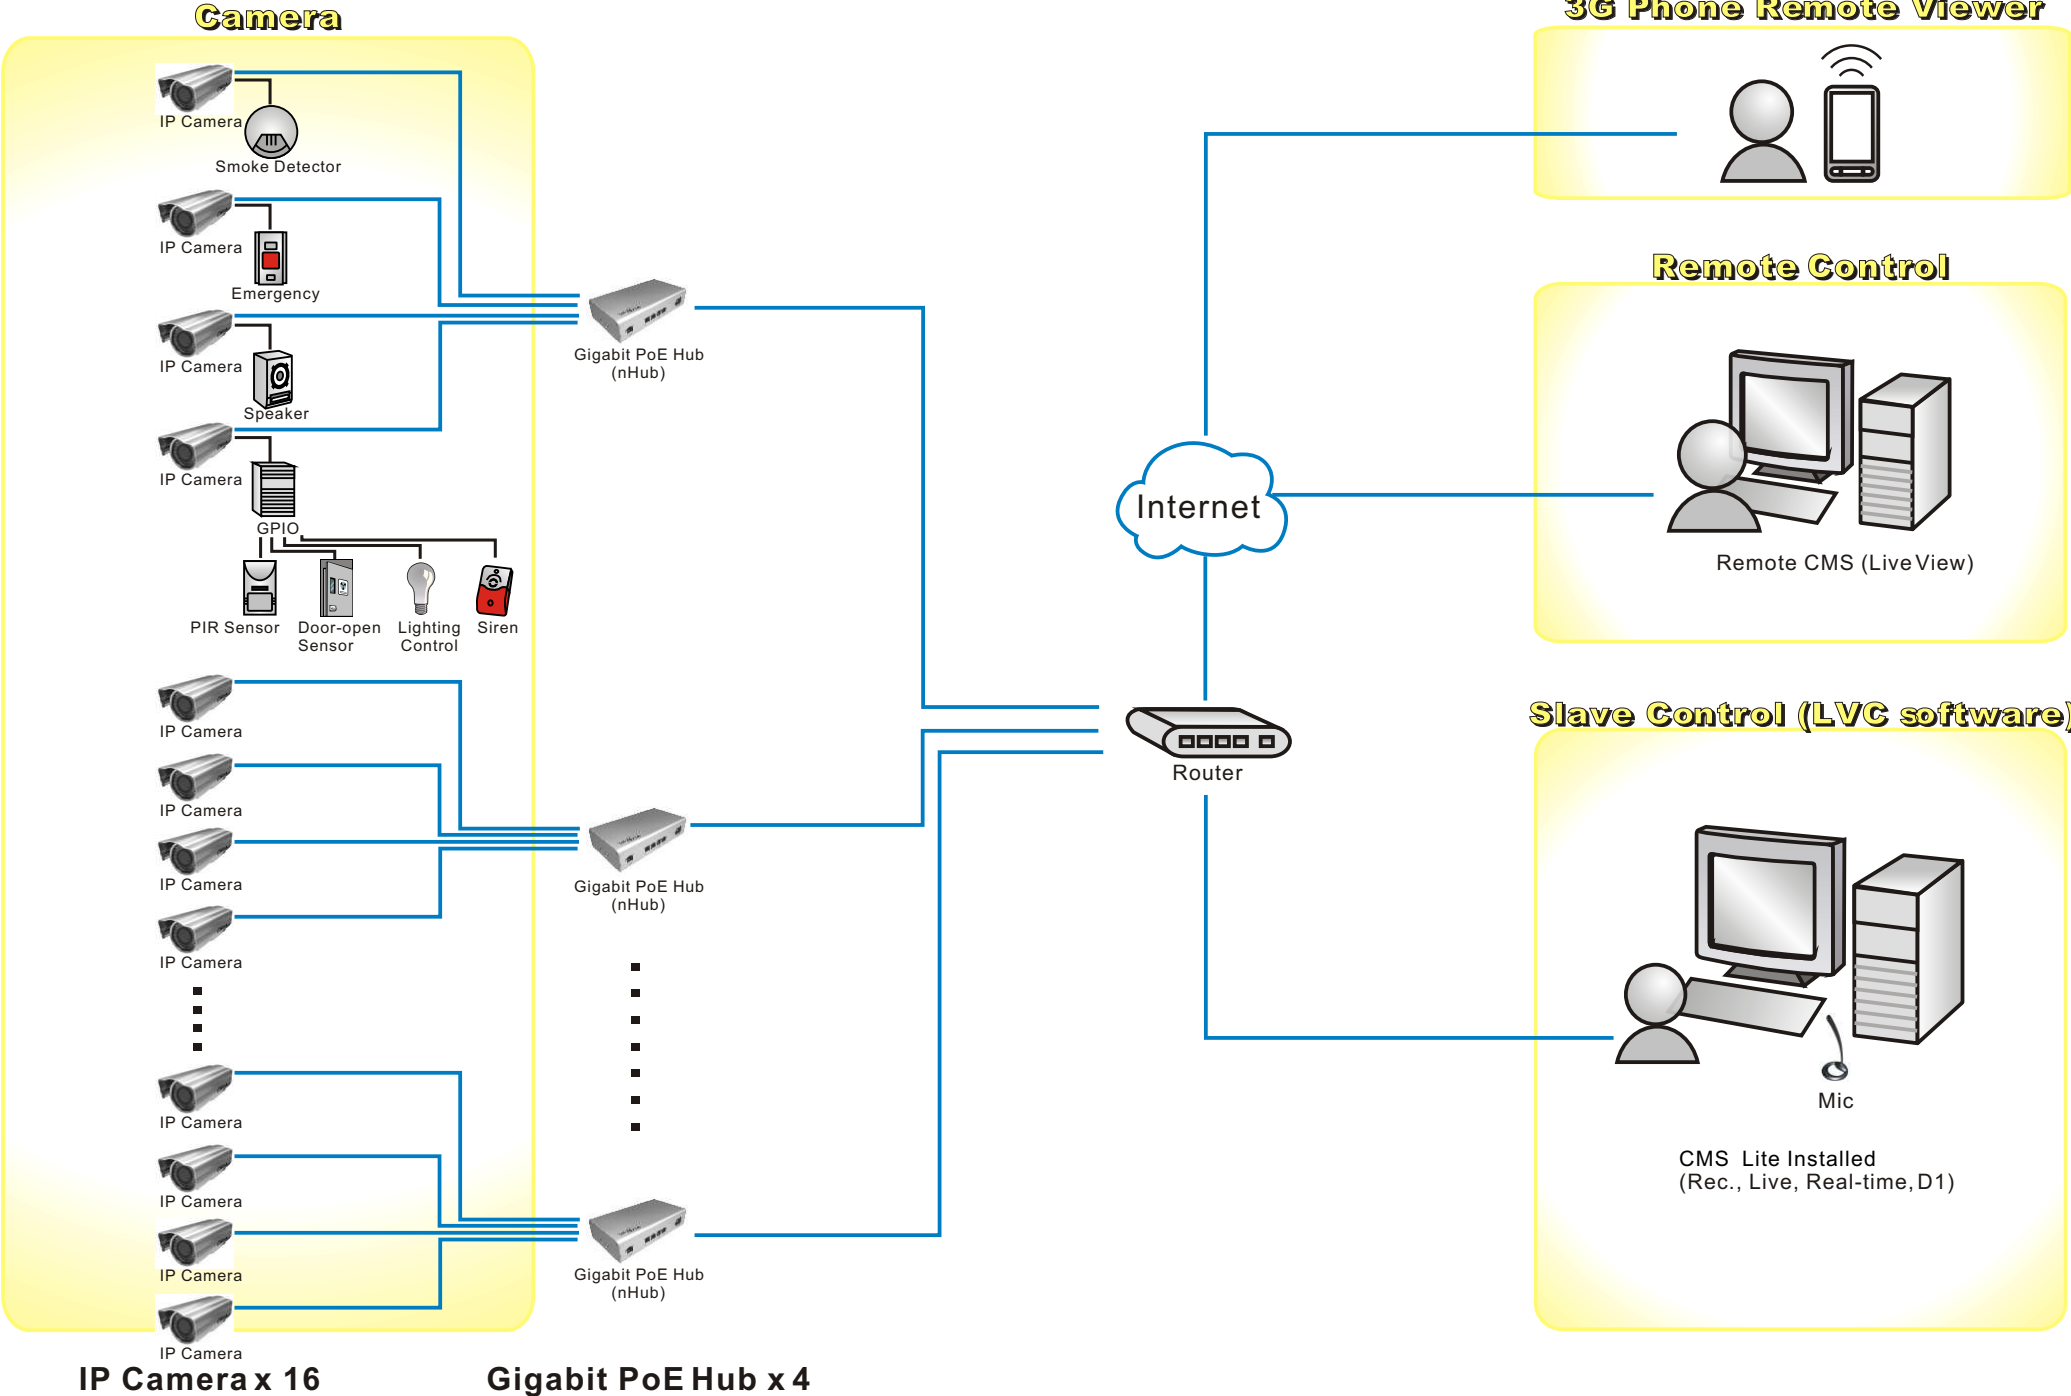 Camera
3G Phone Remote Viewer
IP Camera
Smoke Detector
IP Camera
Emergency
IP Camera
Speaker
IP Camera
GPIO
PIR Sensor
Door-open
Sensor
Lighting
Control
Siren
IP Camera
IP Camera
IP Camera
IP Camera
IP Camera
IP Camera
IP Camera
IP Camera
IP Camera x 16
Gigabit PoE Hub
(nHub)
Gigabit PoE Hub
(nHub)
Gigabit PoE Hub
(nHub)
Gigabit PoE Hub x 4
Internet
Router
Remote Control
Remote CMS (Live View)
Slave Control (LVC software)
Mic
CMS Lite Installed
(Rec., Live, Real-time, D1)